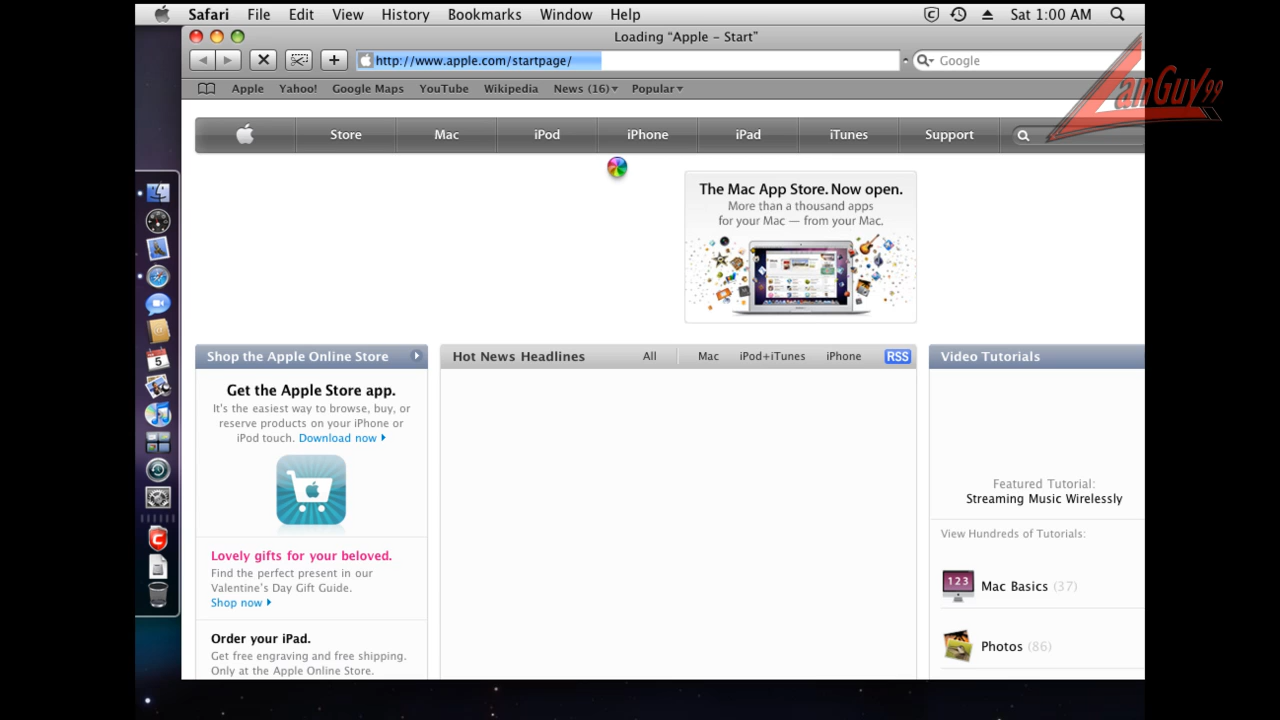 Safari File Edit View History Bookmarks Window Help Sat 1:00 AM
Loading “Apple – Start”
http://www.apple.com/startpage/ Google
Apple Yahoo! Google Maps YouTube Wikipedia News (16) Popular
Store Mac iPod iPhone iPad iTunes Support
The Mac App Store. Now open.
More than a thousand apps
for your Mac — from your Mac.
Shop the Apple Online Store
Get the Apple Store app.
It's the easiest way to browse, buy, or
reserve products on your iPhone or
iPod touch. Download now
Lovely gifts for your beloved.
Find the perfect present in our
Valentine's Day Gift Guide.
Shop now
Order your iPad.
Get free engraving and free shipping.
Only at the Apple Online Store.
Hot News Headlines All Mac iPod+iTunes iPhone RSS
Video Tutorials
Featured Tutorial:
Streaming Music Wirelessly
View Hundreds of Tutorials:
123
Mac Basics (37)
Photos (86)
5